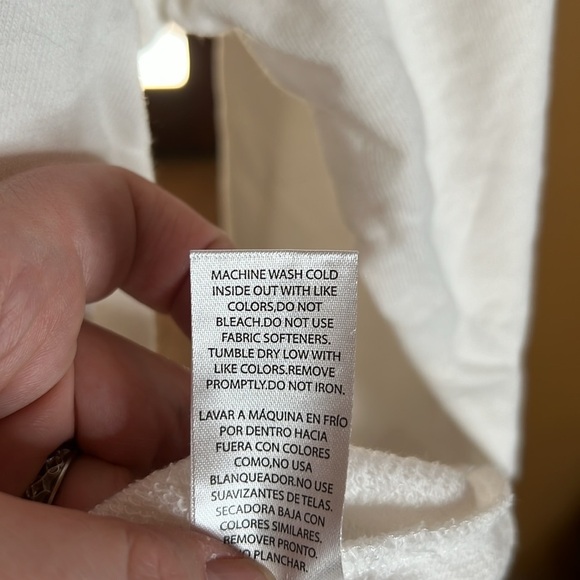 MACHINE WASH COLD
INSIDE OUT WITH LIKE
COLORS,DO NOT
BLEACH.DO NOT USE
FABRIC SOFTENERS.
TUMBLE DRY LOW WITH
LIKE COLORS.REMOVE
PROMPTLY.DO NOT IRON.
LAVAR A MÁQUINA EN FRÍO
POR DENTRO HACIA
FUERA CON COLORES
COMO,NO USA
BLANQUEADOR.NO USE
SUAVIZANTES DE TELAS.
SECADORA BAJA CON
COLORES SIMILARES.
REMOVER PRONTO.
NO PLANCHAR.